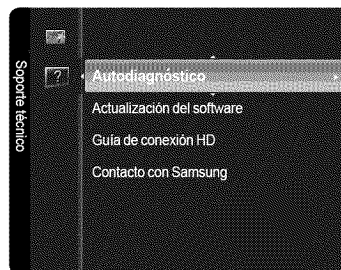 Soporte técnico
Autodiagnóstico
Actualización del software
Guía de conexión HD
Contacto con Samsung